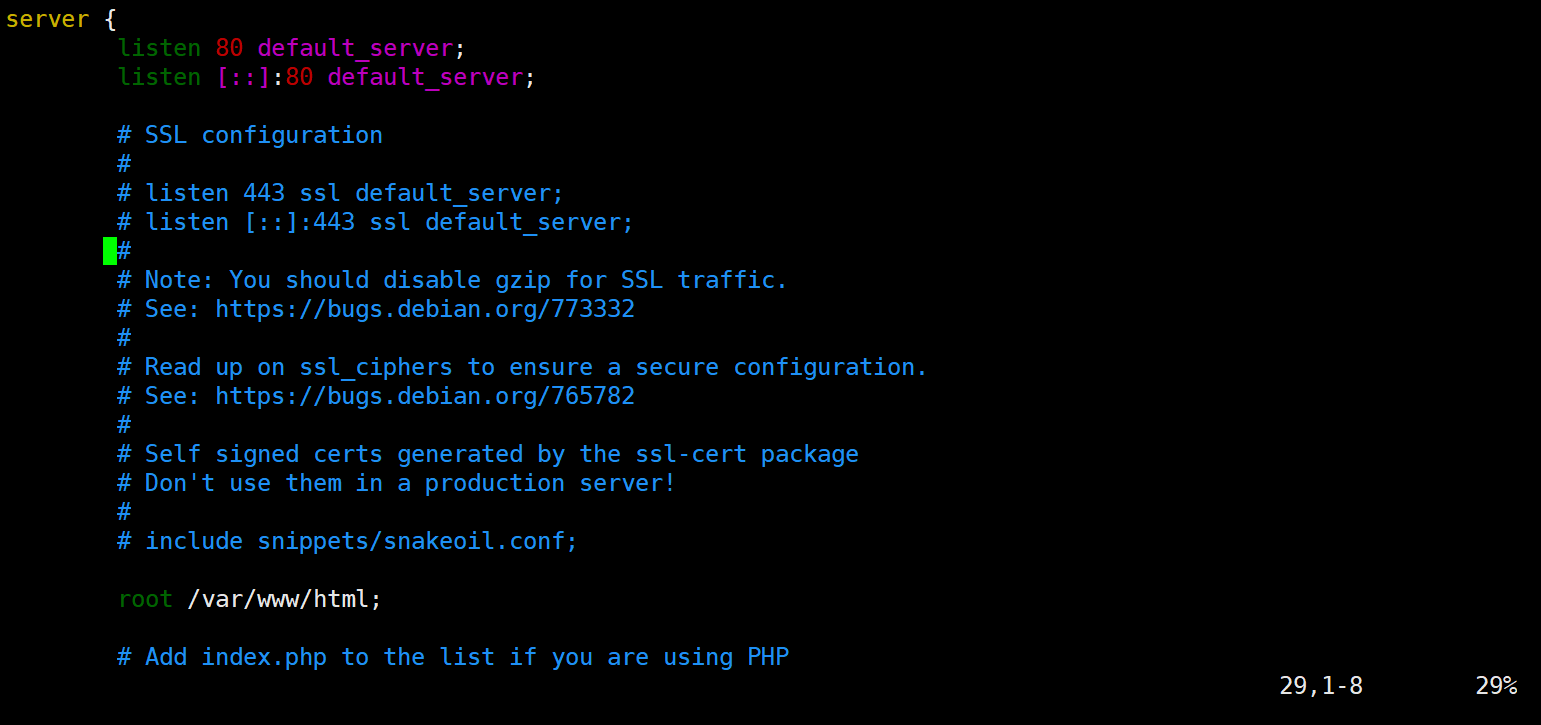 server {
listen 80 default_server;
listen [::]:80 default_server;
# SSL configuration
#
# listen 443 ssl default_server;
# listen [::]:443 ssl default_server;
#
# Note: You should disable gzip for SSL traffic.
# See: https://bugs.debian.org/773332
#
# Read up on ssl_ciphers to ensure a secure configuration.
# See: https://bugs.debian.org/765782
#
# Self signed certs generated by the ssl-cert package
# Don't use them in a production server!
#
# include snippets/snakeoil.conf;
root /var/www/html;
# Add index.php to the list if you are using PHP
29,1-8 29%